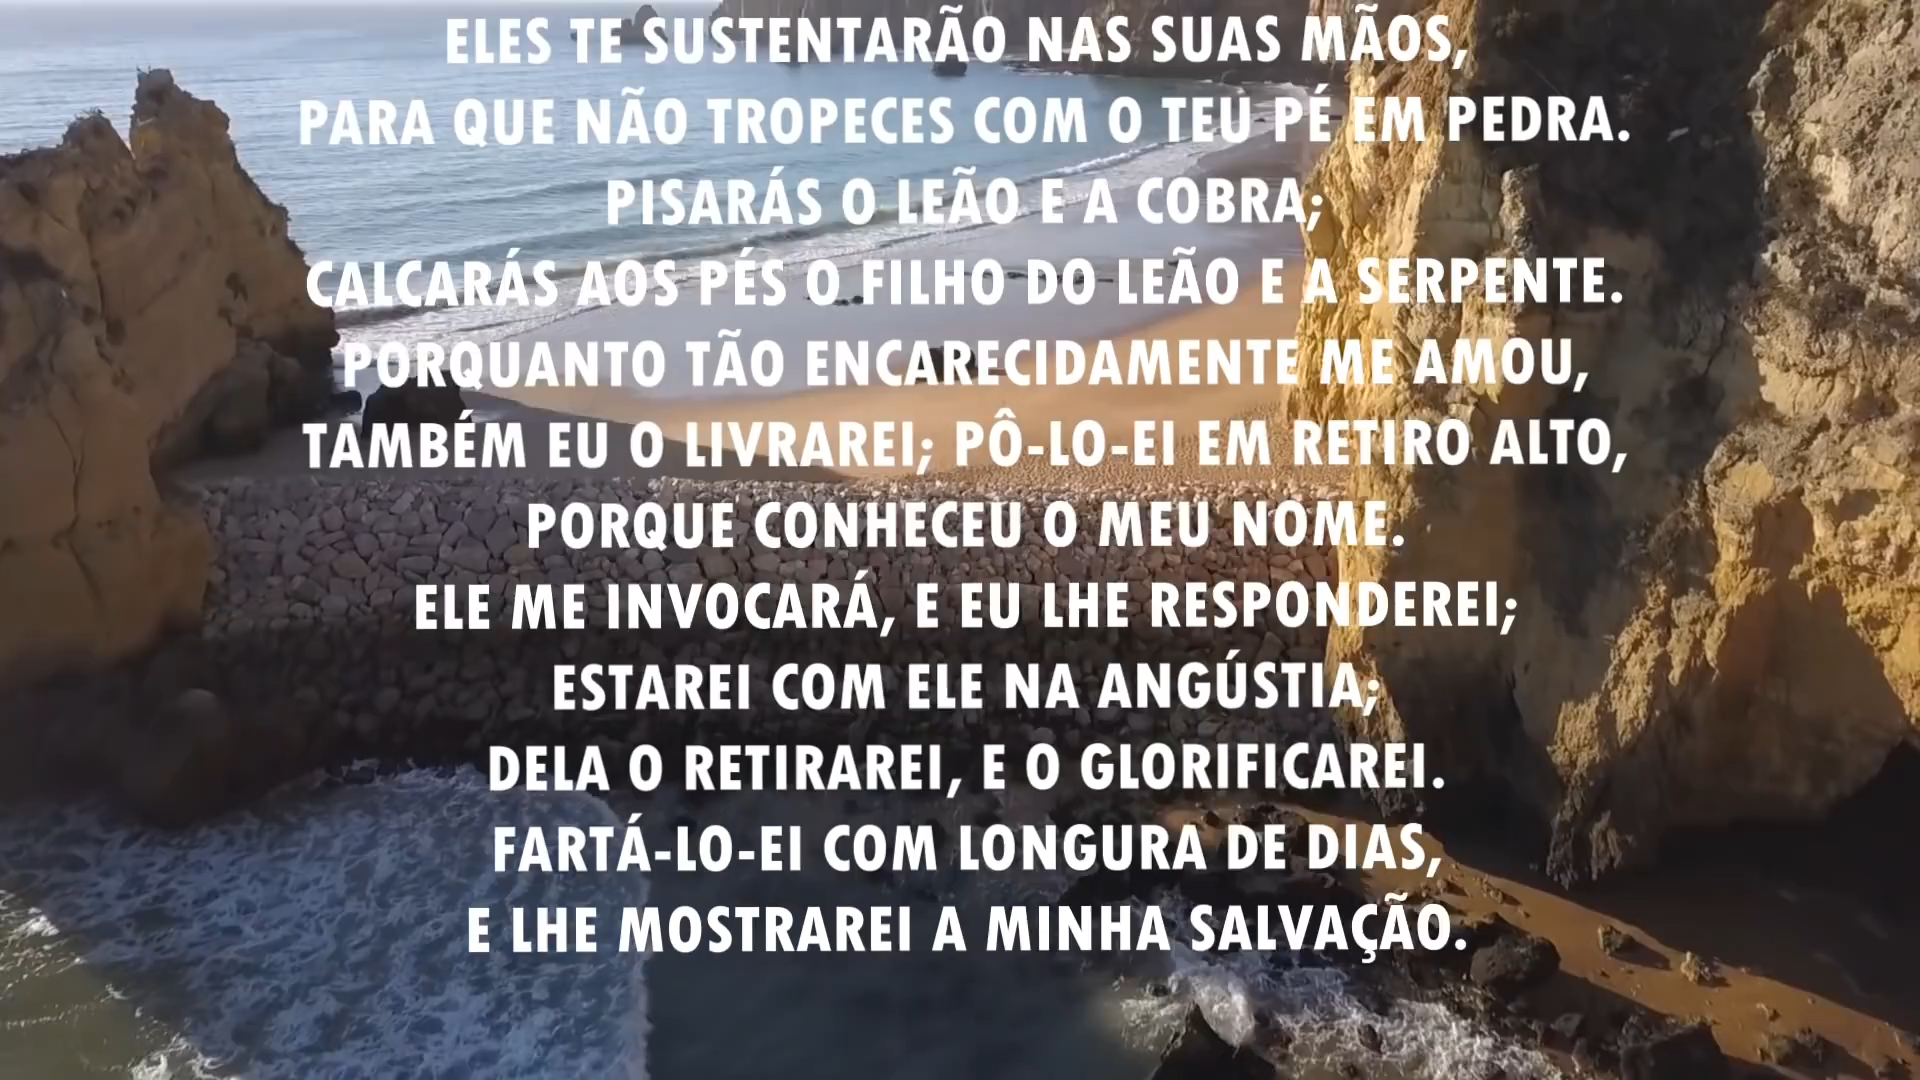 ELES TE SUSTENTARÃO NAS SUAS MÃOS,
PARA QUE NÃO TROPECES COM O TEU PÉ EM PEDRA.
PISARÁS O LEÃO E A COBRA;
CALCARÁS AOS PÉS O FILHO DO LEÃO E A SERPENTE.
PORQUANTO TÃO ENCARECIDAMENTE ME AMOU,
TAMBÉM EU O LIVRAREI; PÔ-LO-EI EM RETIRO ALTO,
PORQUE CONHECEU O MEU NOME.
ELE ME INVOCARÁ, E EU LHE RESPONDEREI;
ESTAREI COM ELE NA ANGÚSTIA;
DELA O RETIRAREI, E O GLORIFICAREI.
FARTÁ-LO-EI COM LONGURA DE DIAS,
E LHE MOSTRAREI A MINHA SALVAÇÃO.